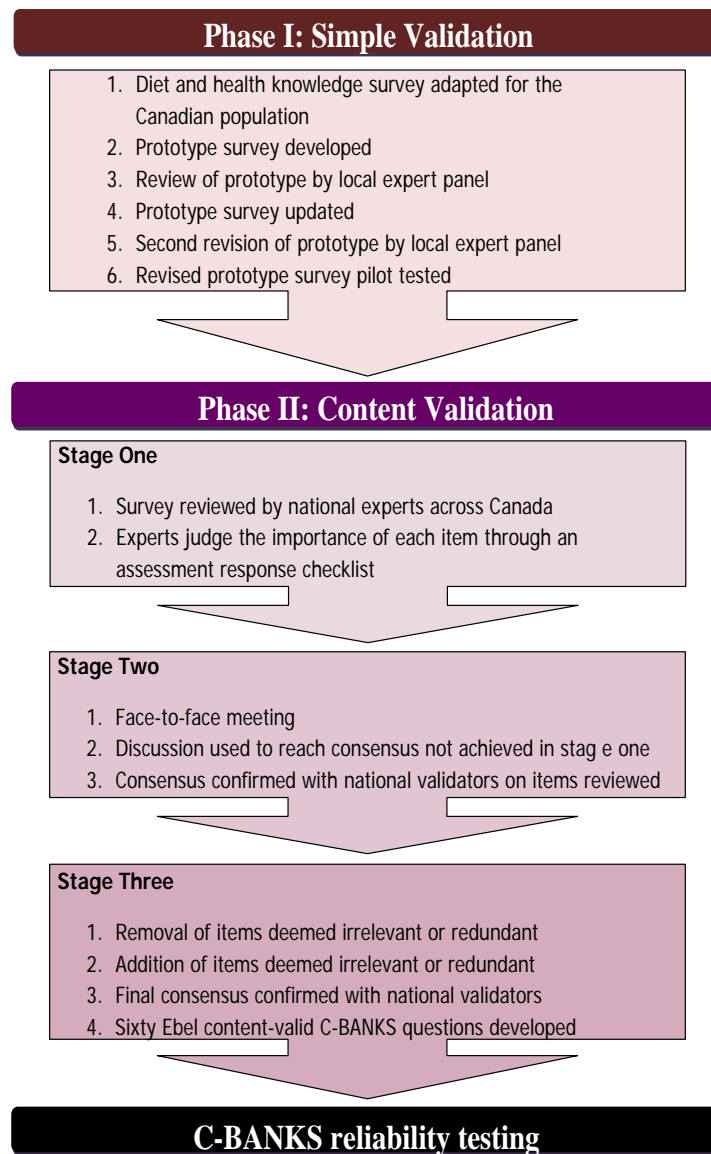 Phase I: Simple Validation
1. Diet and health knowledge survey adapted for the
Canadian population
2. Prototype survey developed
3. Review of prototype by local expert panel
4. Prototype survey updated
5. Second revision of prototype by local expert panel
6. Revised prototype survey pilot tested
Phase II: Content Validation
Stage One
1. Survey reviewed by national experts across Canada
2. Experts judge the importance of each item through an
assessment response checklist
Stage Two
1. Face-to-face meeting
2. Discussion used to reach consensus not achieved in stag e one
3. Consensus confirmed with national validators on items reviewed
Stage Three
1. Removal of items deemed irrelevant or redundant
2. Addition of items deemed irrelevant or redundant
3. Final consensus confirmed with national validators
4. Sixty Ebel content-valid C-BANKS questions developed
C-BANKS reliability testing